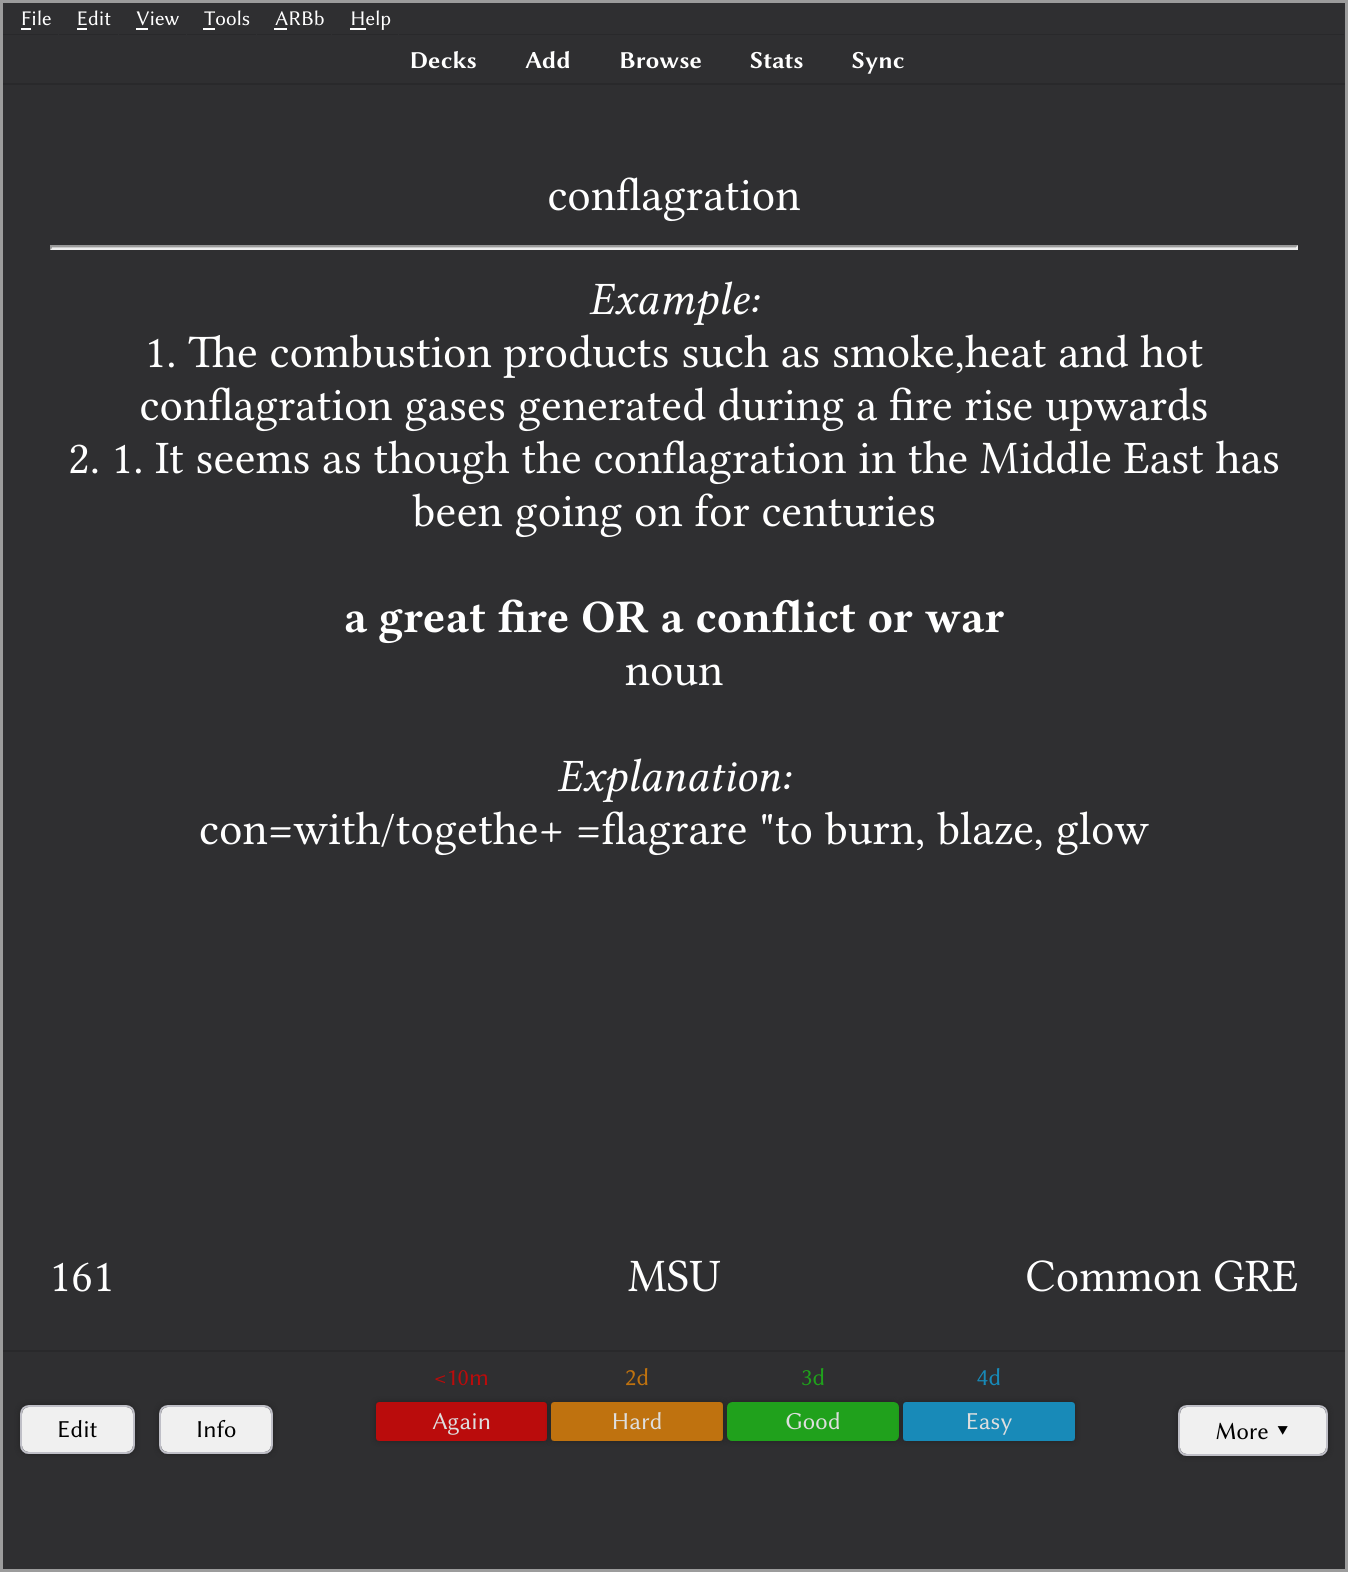 File Edit View Tools ARBb Help
Decks Add Browse Stats Sync
conflagration
Example:
1. The combustion products such as smoke,heat and hot
conflagration gases generated during a fire rise upwards
2. 1. It seems as though the conflagration in the Middle East has
been going on for centuries
a great fire OR a conflict or war
noun
Explanation:
con=with/togethe+ =flagrare "to burn, blaze, glow
161 MSU Common GRE
<10m 2d 3d 4d
Edit Info Again Hard Good Easy More ▼